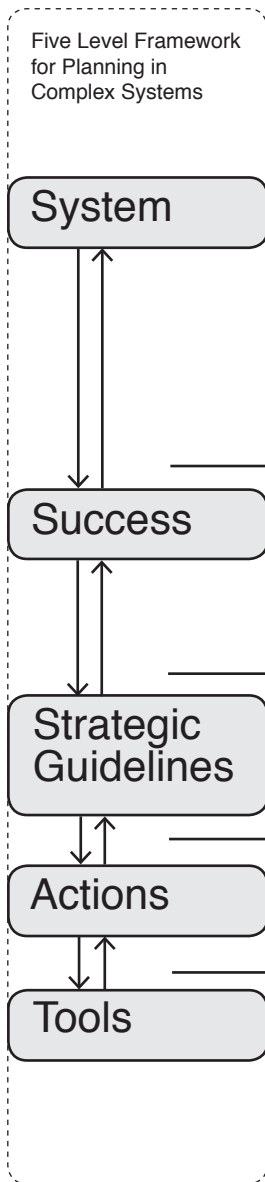 Five Level Framework
for Planning in
Complex Systems
System
Success
Strategic
Guidelines
Actions
Tools